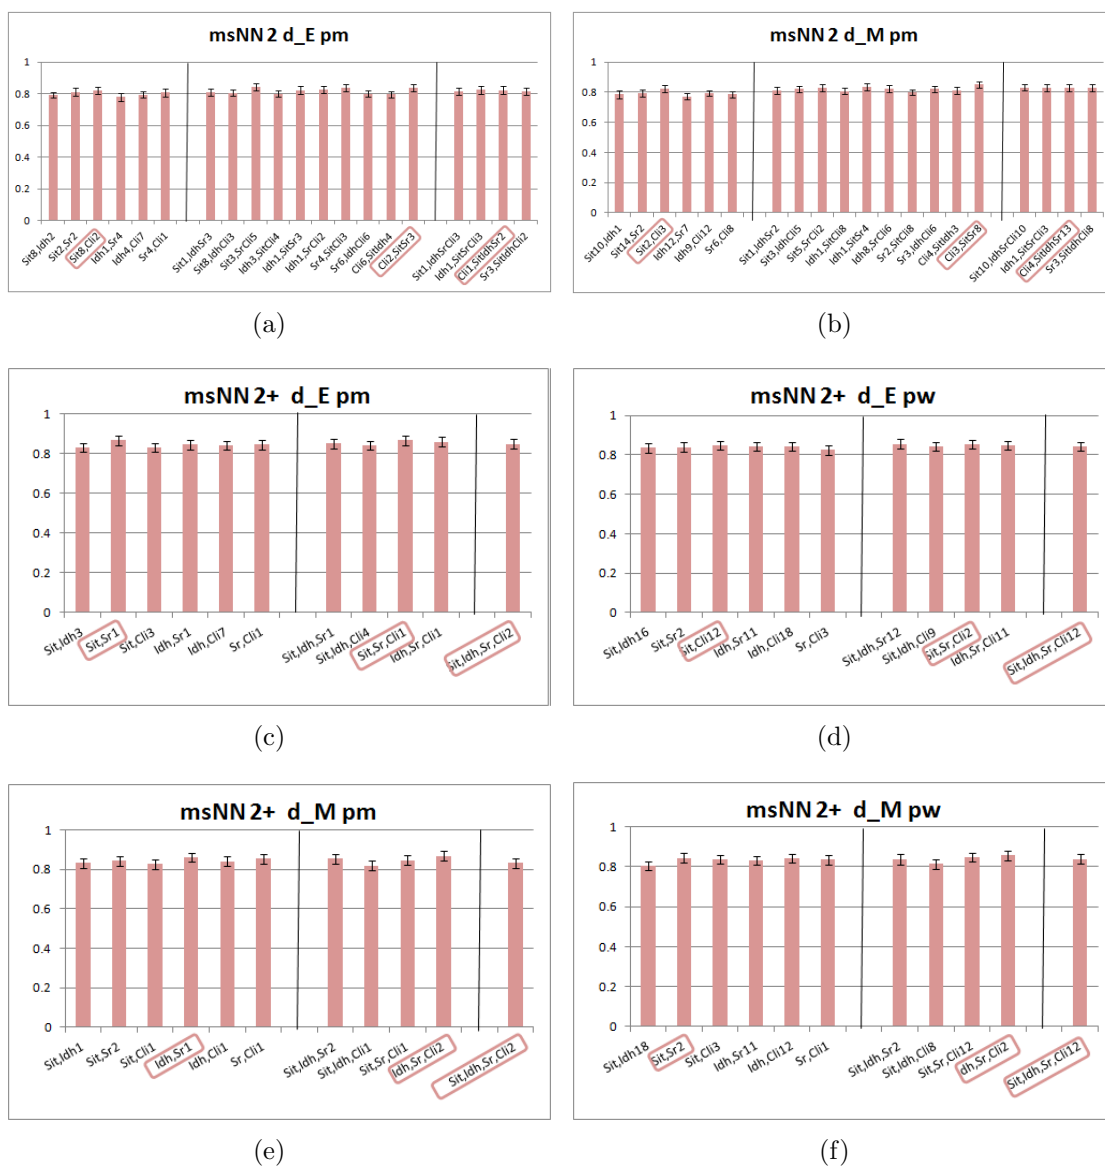 msNN 2 d_E pm
1
0.8
0.6
0.4
0.2
0
Sit8,Idh2
Sit2,Sr2
Sit8,Cli2
Idh1,Sr4
Idh4,Cli7
Sr4,Cli1
Sit1,IdhSr3
Sit8,IdhCli3
Sit3,SrCli5
Idh3,SitCli4
Idh1,SitSr3
Idh1,SrCli2
Sr4,SitCli3
Sr6,IdhCli6
Cli6,SitIdh4
Cli2,SitSr3
Sit1,IdhSrCli3
Idh1,SitSrCli3
Cli1,SitIdhSr2
Sr3,SitIdhCli2
(a)
msNN 2 d_M pm
1
0.8
0.6
0.4
0.2
0
Sit10,Idh1
Sit14,Sr2
Sit2,Cli3
Idh12,Sr7
Idh9,Cli12
Sr6,Cli8
Sit1,IdhSr2
Sit3,IdhCli5
Sit5,SrCli2
Idh1,SitCli8
Idh1,SitSr4
Idh8,SrCli6
Sr2,SitCli8
Sr3,IdhCli6
Cli4,SitIdh3
Cli3,SitSr8
Sit10,IdhSrCli10
Idh1,SitSrCli3
Cli4,SitIdhSr13
Sr3,SitIdhCli8
(b)
msNN 2+ d_E pm
1
0.8
0.6
0.4
0.2
0
Sit,Idh3
Sit,Sr1
Sit,Cli3
Idh,Sr1
Idh,Cli7
Sr,Cli1
Sit,Idh,Sr1
Sit,Idh,Cli4
Sit,Sr,Cli1
Idh,Sr,Cli1
Sit,Idh,Sr,Cli2
(c)
msNN 2+ d_E pw
1
0.8
0.6
0.4
0.2
0
Sit,Idh16
Sit,Sr2
Sit,Cli12
Idh,Sr11
Idh,Cli18
Sr,Cli3
Sit,Idh,Sr12
Sit,Idh,Cli9
Sit,Sr,Cli2
Idh,Sr,Cli11
Sit,Idh,Sr,Cli12
(d)
msNN 2+ d_M pm
1
0.8
0.6
0.4
0.2
0
Sit,Idh1
Sit,Sr2
Sit,Cli1
Idh,Sr1
Idh,Cli1
Sr,Cli1
Sit,Idh,Sr2
Sit,Idh,Cli1
Sit,Sr,Cli1
Idh,Sr,Cli2
Sit,Idh,Sr,Cli2
(e)
msNN 2+ d_M pw
1
0.8
0.6
0.4
0.2
0
Sit,Idh18
Sit,Sr2
Sit,Cli3
Idh,Sr11
Idh,Cli12
Sr,Cli1
Sit,Idh,Sr2
Sit,Idh,Cli8
Sit,Sr,Cli12
dh,Sr,Cli2
Sit,Idh,Sr,Cli12
(f)